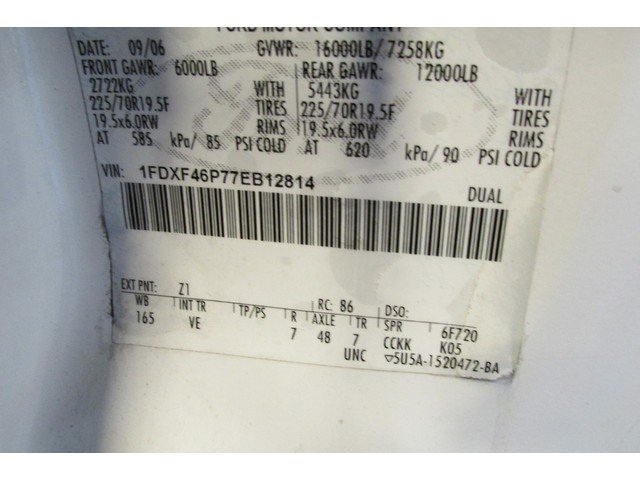 FORD MOTOR COMPANY
DATE: 09/06 GVWR: 16000LB/ 7258KG
FRONT GAWR: 6000LB REAR GAWR: 12000LB
2722KG WITH 5443KG WITH
225/70R19.5F TIRES 225/70R19.5F TIRES
19.5x6.0RW RIMS 19.5x6.0RW RIMS
AT 585 kPa/ 85 PSI COLD AT 620 kPa/ 90 PSI COLD
VIN: 1FDXF46P77EB12814
DUAL
EXT PNT: Z1 RC: 86 DSO:
WB INT TR TP/PS R AXLE TR SPR 6F720
165 VE 7 48 7 CCKK K05
UNC ▽5U5A-1520472-BA